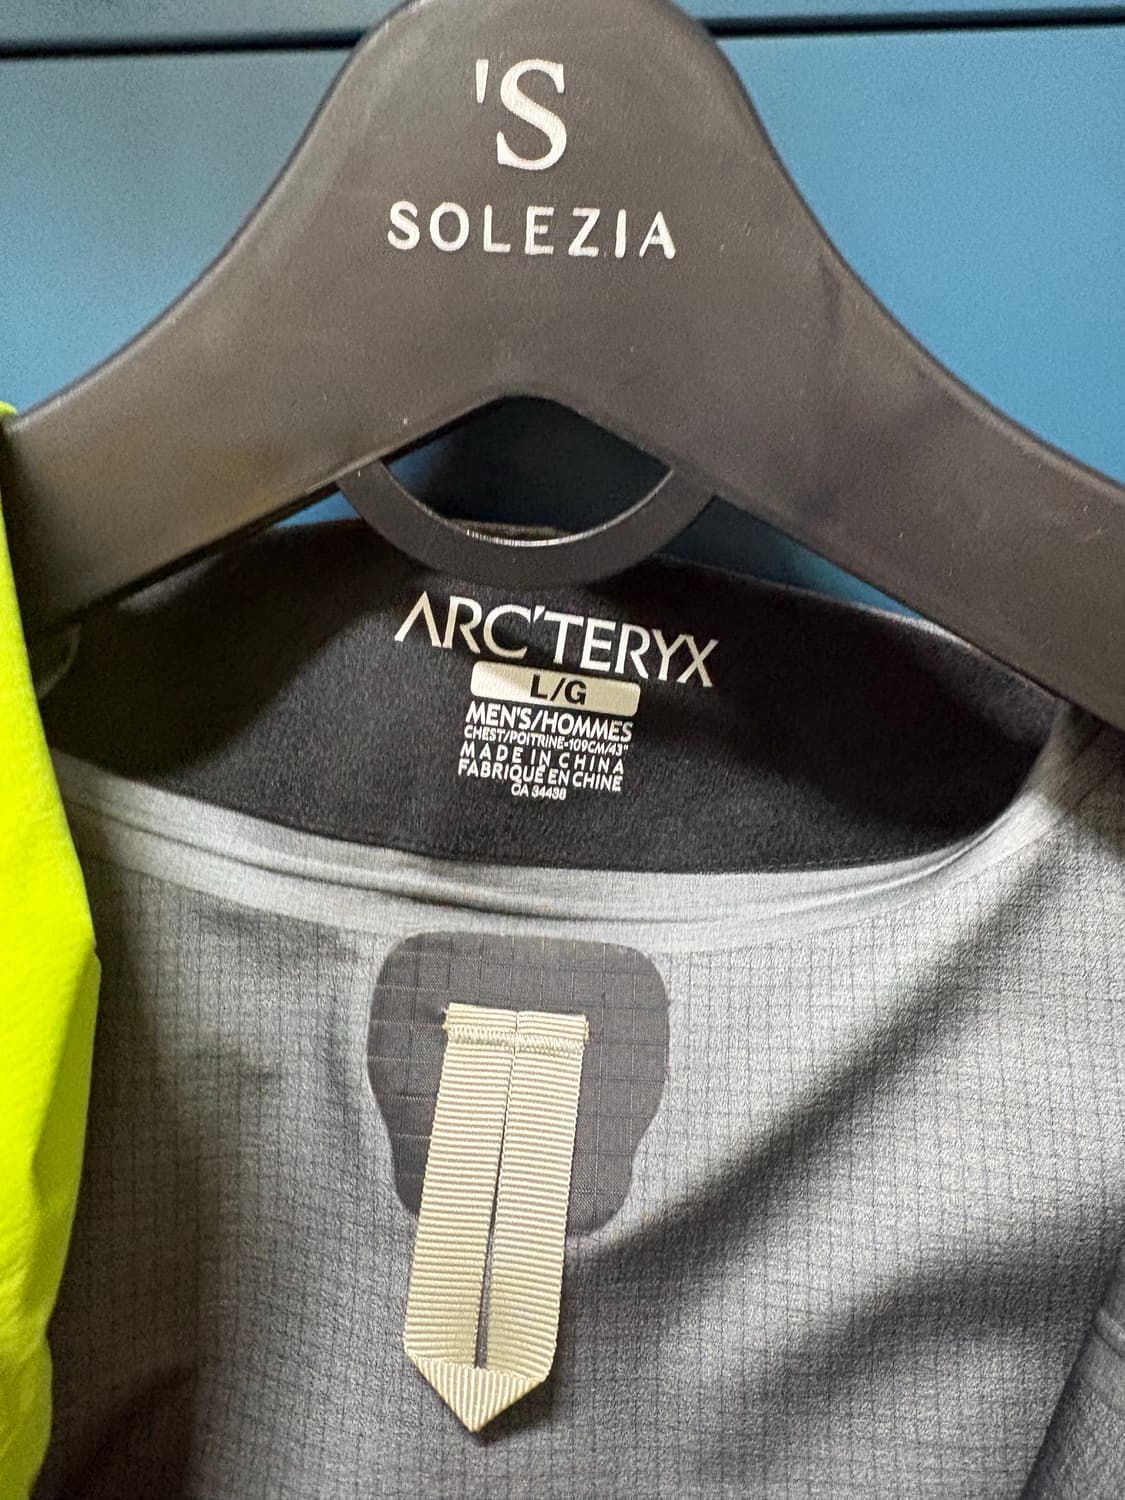 'S
SOLEZIA
ARC'TERYX
L/G
MEN'S/HOMMES
CHEST/POITRINE-109CM/43"
MADE IN CHINA
FABRIQUÉ EN CHINE
CA 34438